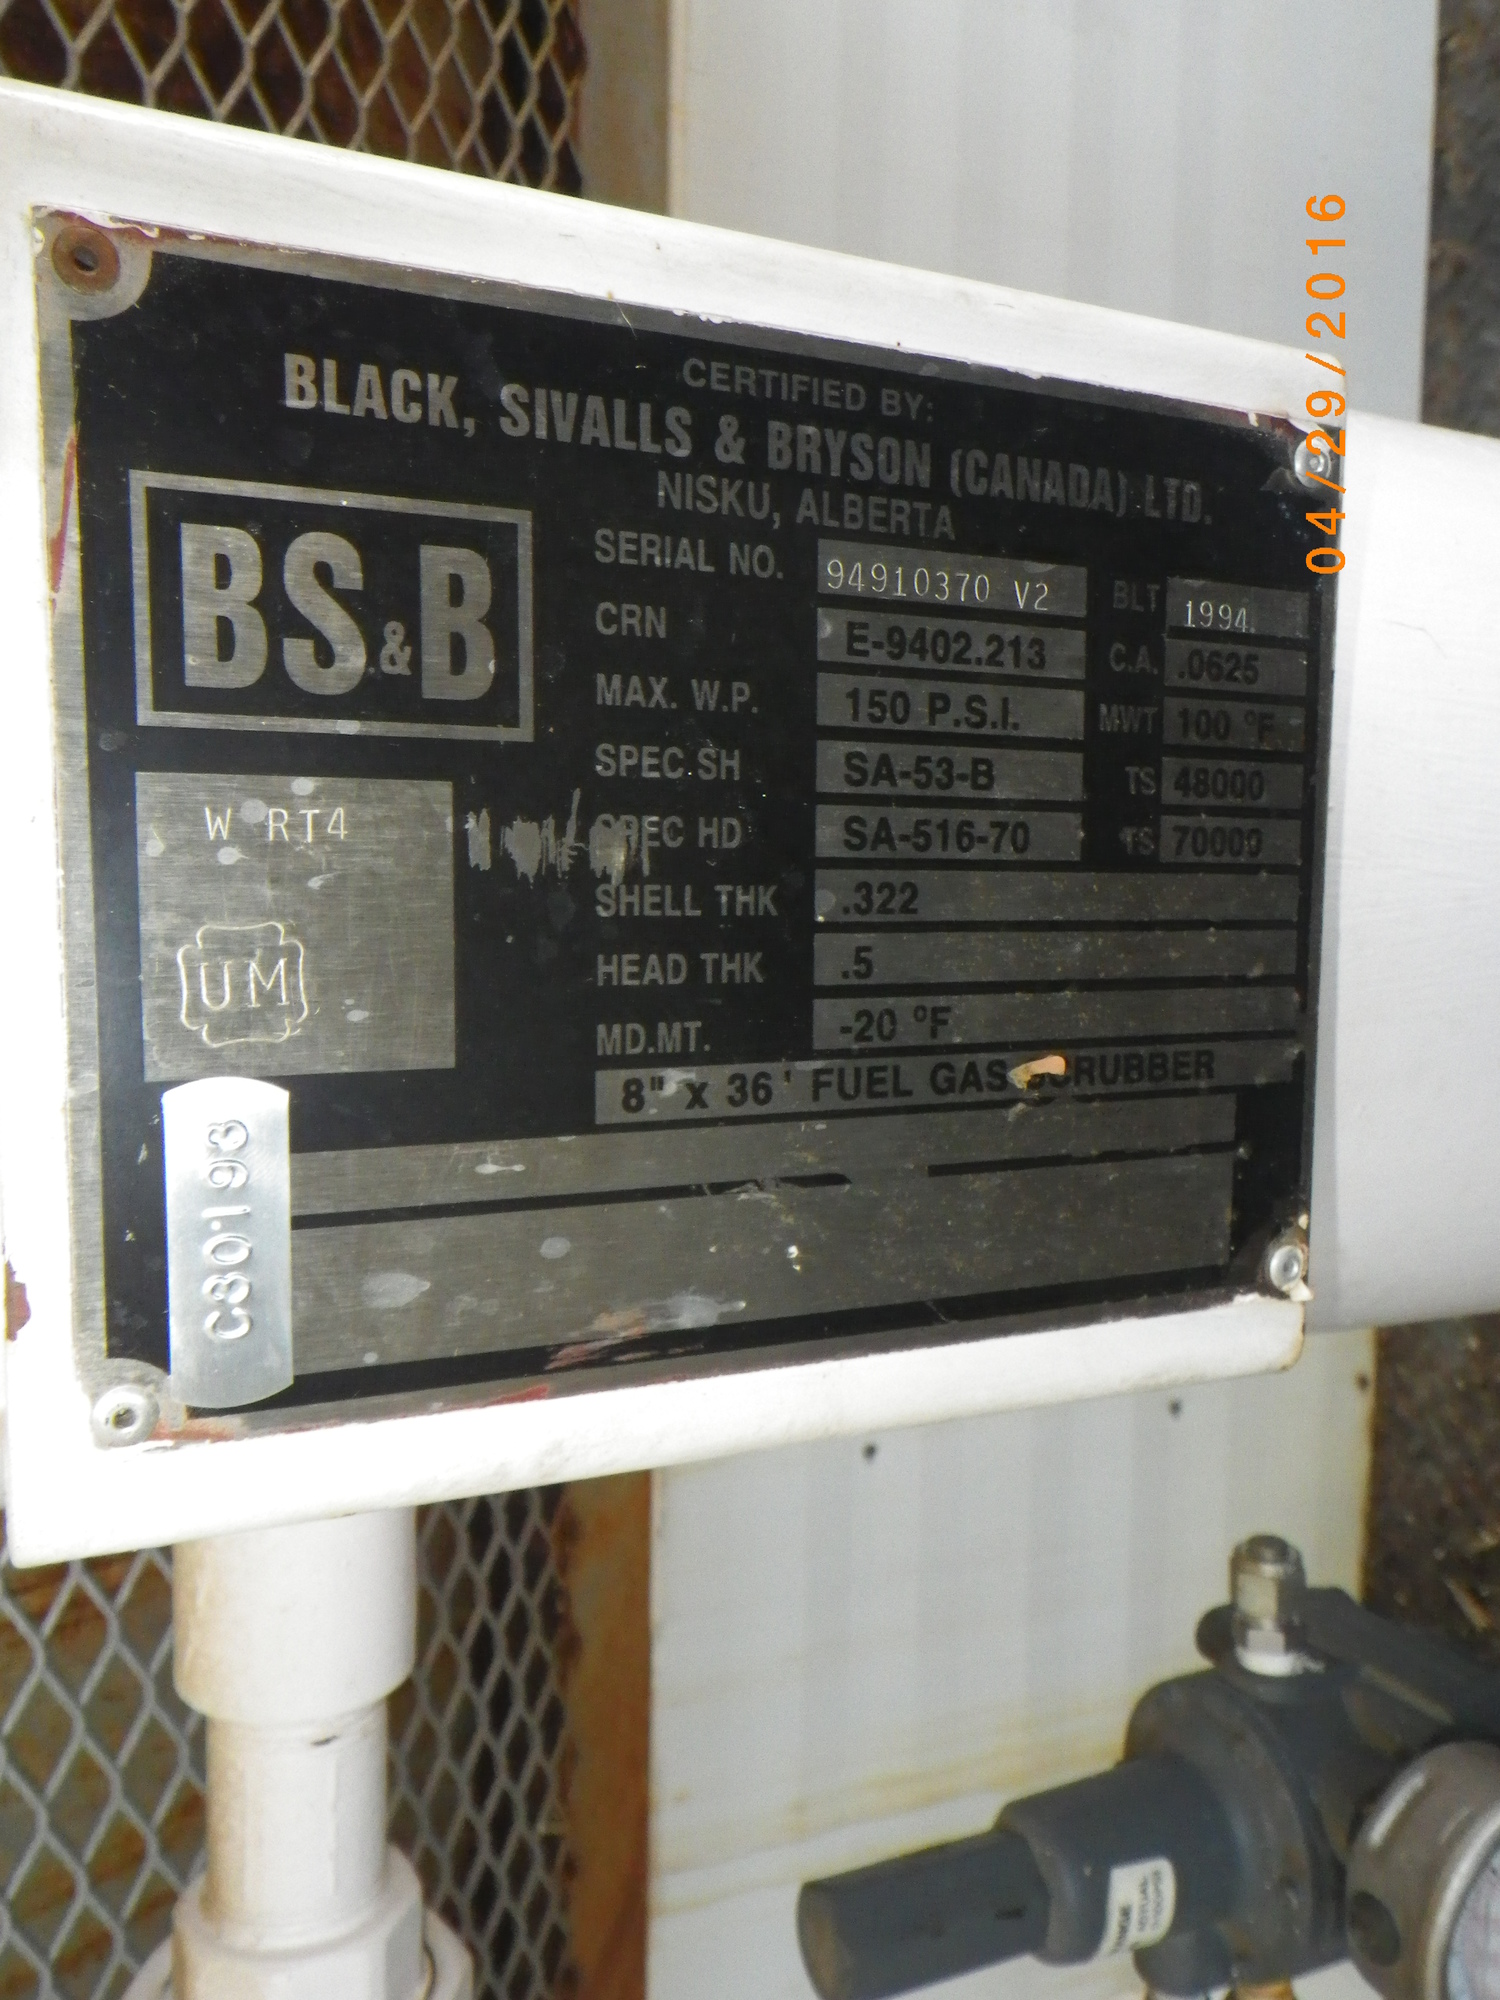 CERTIFIED BY:
BLACK, SIVALLS & BRYSON (CANADA) LTD.
NISKU, ALBERTA
BS&B
SERIAL NO. 94910370 V2 BLT 1994
CRN E-9402.213 C.A. .0625
MAX. W.P. 150 P.S.I. MWT 100 °F
SPEC SH SA-53-B TS 48000
SPEC HD SA-516-70 TS 70000
SHELL THK .322
HEAD THK .5
MD.MT. -20 °F
8" x 36' FUEL GAS SCRUBBER
W RT4
UM
C30198
04/29/2016